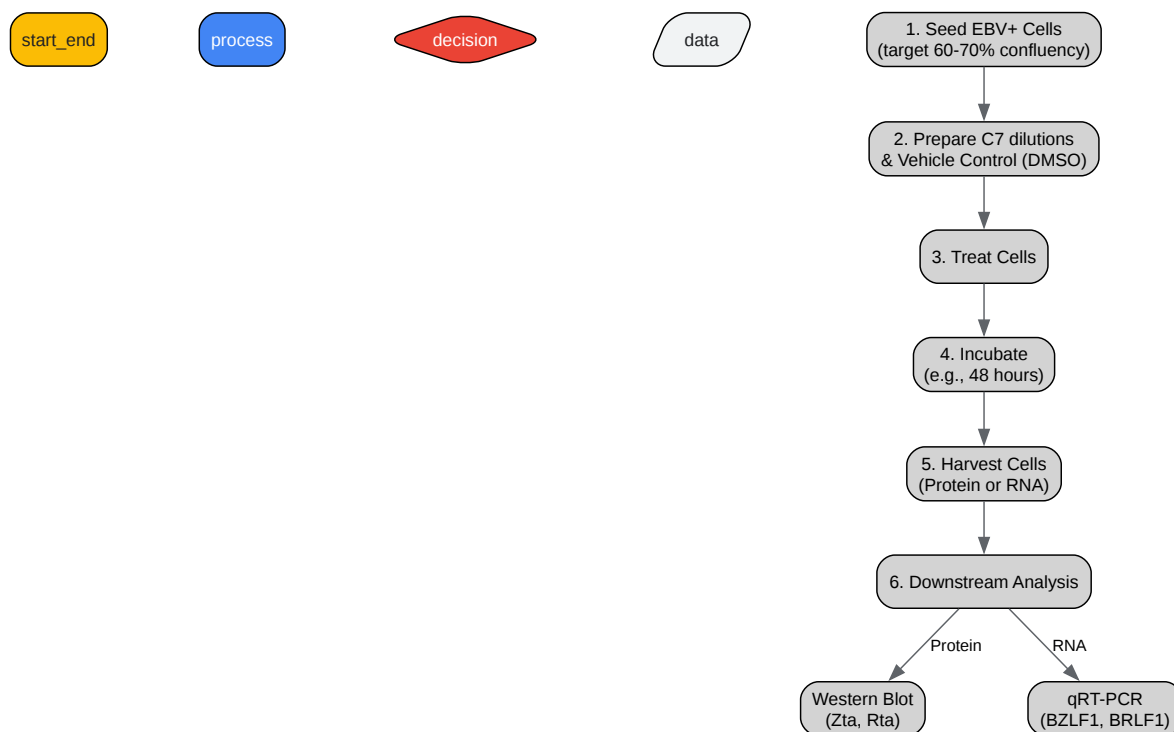 start_end
process
decision
data
1. Seed EBV+ Cells
(target 60-70% confluency)
2. Prepare C7 dilutions
& Vehicle Control (DMSO)
3. Treat Cells
4. Incubate
(e.g., 48 hours)
5. Harvest Cells
(Protein or RNA)
6. Downstream Analysis
Protein
RNA
Western Blot
(Zta, Rta)
qRT-PCR
(BZLF1, BRLF1)